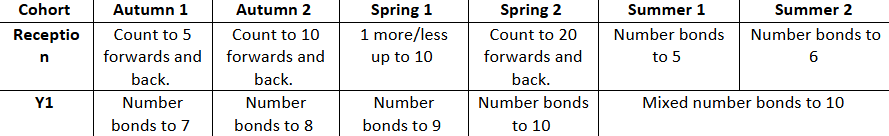 Cohort Autumn 1 Autumn 2 Spring 1 Spring 2 Summer 1 Summer 2
Receptio Count to 5 Count to 10 1 more/less Count to 20 Number bonds Number bonds to
n forwards and forwards and up to 10 forwards and to 5 6
back. back. back.
Y1 Number Number Number Number bonds Mixed number bonds to 10
bonds to 7 bonds to 8 bonds to 9 to 10